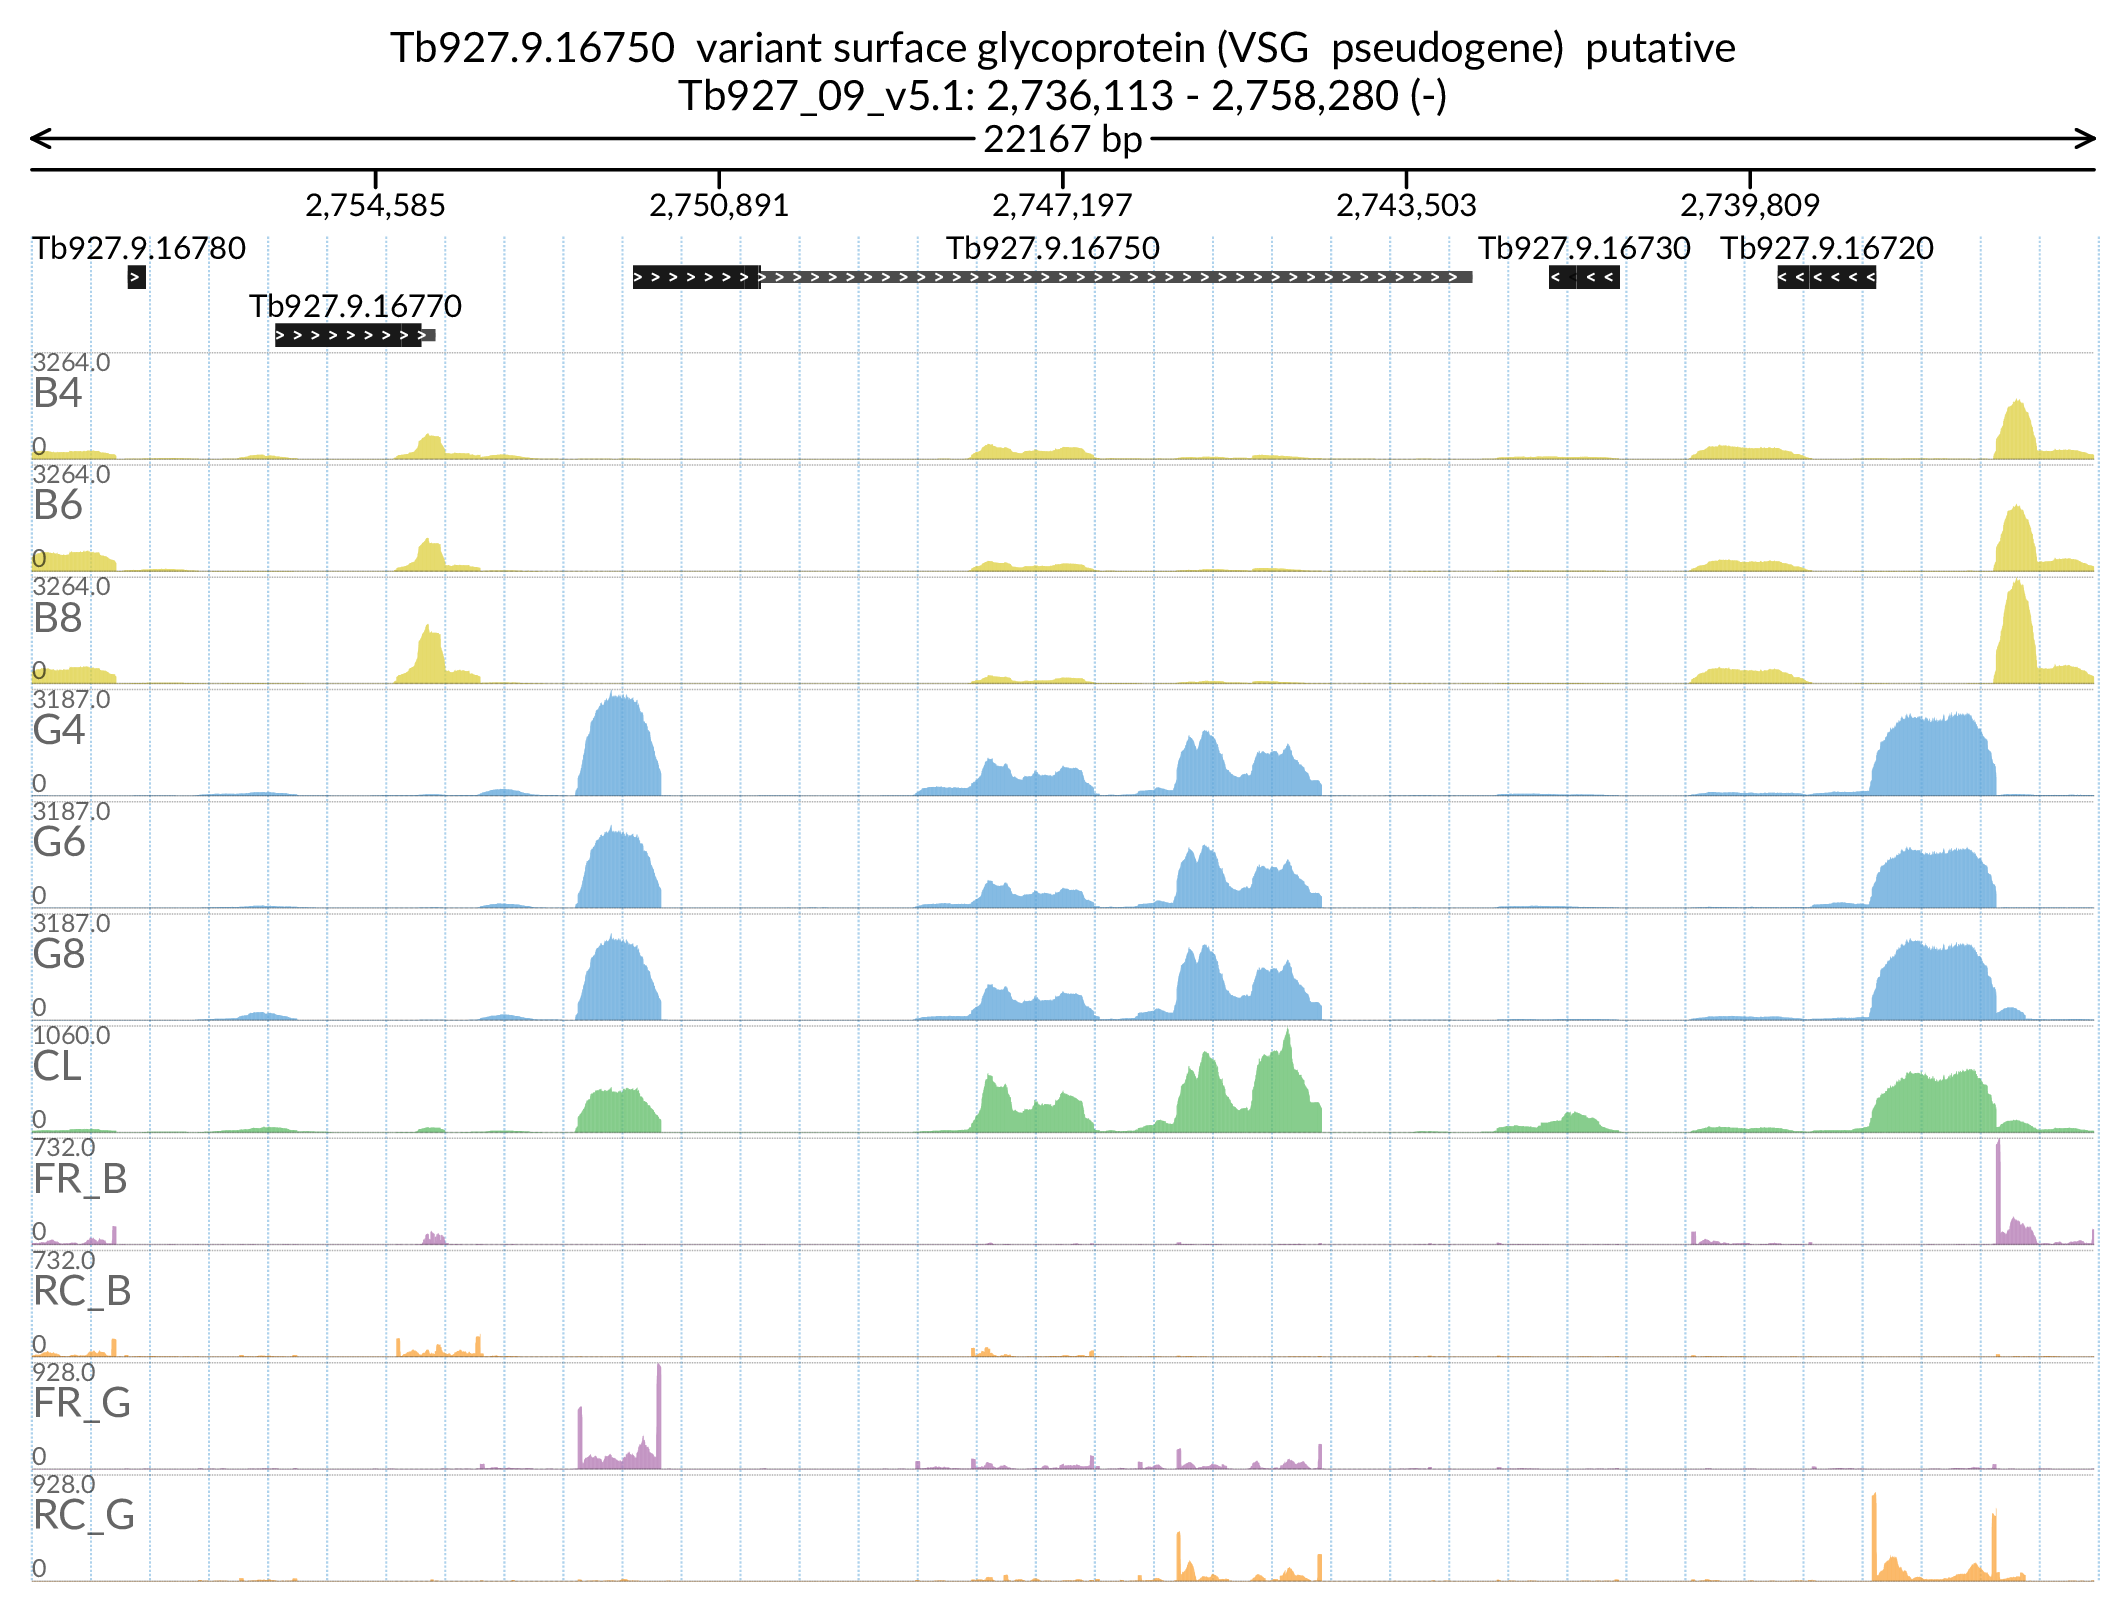 Tb927.9.16750  variant surface glycoprotein (VSG  pseudogene)  putative
Tb927_09_v5.1: 2,736,113 - 2,758,280 (-)
22167 bp
2,754,585 2,750,891 2,747,197 2,743,503 2,739,809
Tb927.9.16780 Tb927.9.16750 Tb927.9.16730 Tb927.9.16720
Tb927.9.16770
3264.0
B4
0
3264.0
B6
0
3264.0
B8
0
3187.0
G4
0
3187.0
G6
0
3187.0
G8
0
1060.0
CL
0
732.0
FR_B
0
732.0
RC_B
0
928.0
FR_G
0
928.0
RC_G
0